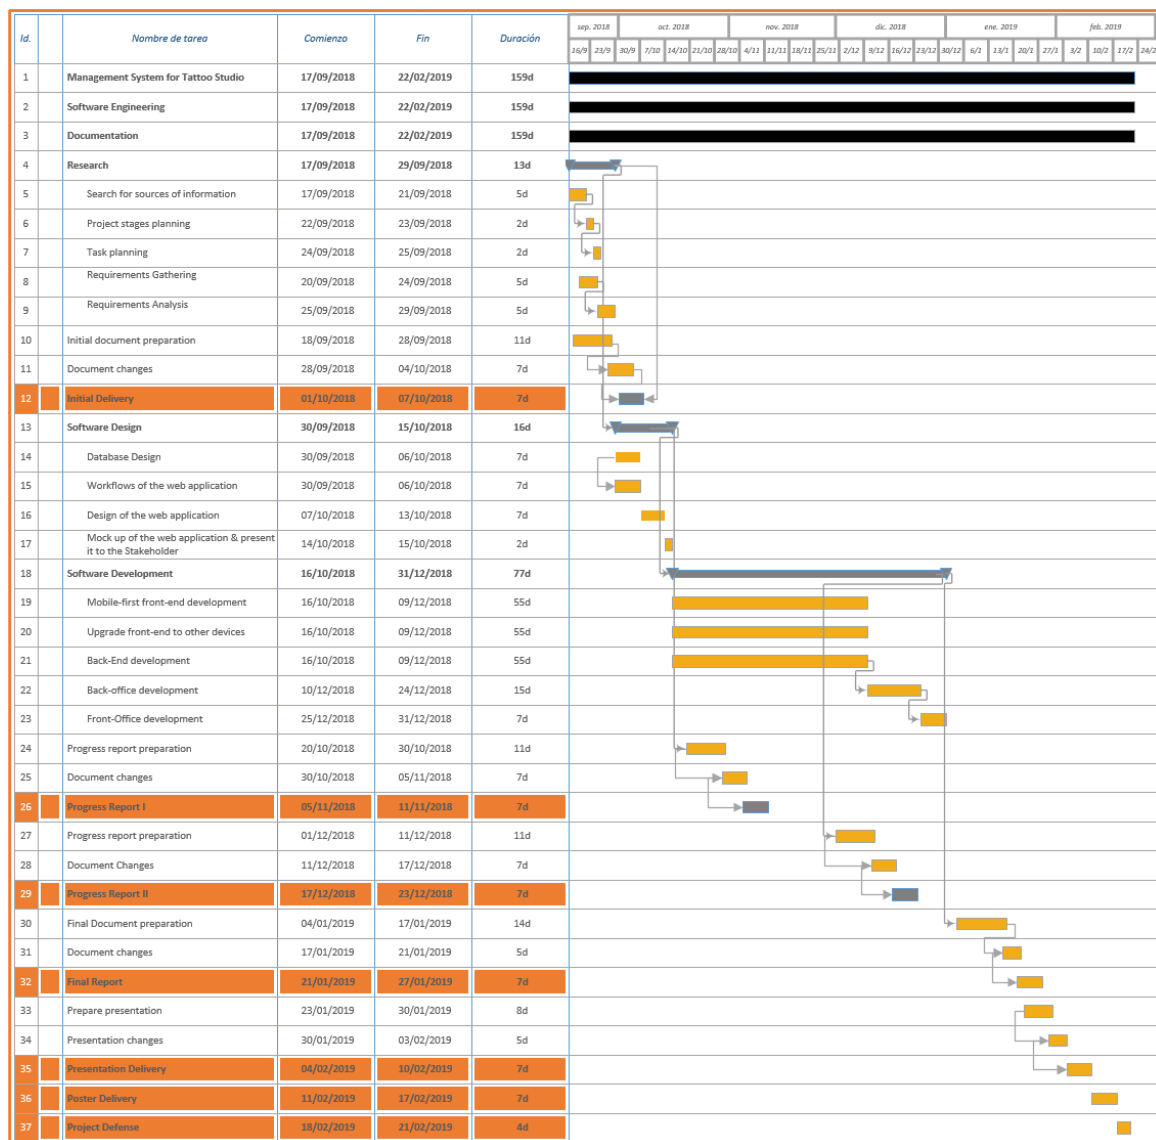 sep. 2018 oct. 2018 nov. 2018 dic. 2018 ene. 2019 feb. 2019
Id. Nombre de tarea Comienzo Fin Duración
16/9 23/9 30/9 7/10 14/10 21/10 28/10 4/11 11/11 18/11 25/11 2/12 9/12 16/12 23/12 30/12 6/1 13/1 20/1 27/1 3/2 10/2 17/2 24/2
1 Management System for Tattoo Studio 17/09/2018 22/02/2019 159d
2 Software Engineering 17/09/2018 22/02/2019 159d
3 Documentation 17/09/2018 22/02/2019 159d
4 Research 17/09/2018 29/09/2018 13d
5 Search for sources of information 17/09/2018 21/09/2018 5d
6 Project stages planning 22/09/2018 23/09/2018 2d
7 Task planning 24/09/2018 25/09/2018 2d
8 Requirements Gathering 20/09/2018 24/09/2018 5d
9 Requirements Analysis 25/09/2018 29/09/2018 5d
10 Initial document preparation 18/09/2018 28/09/2018 11d
11 Document changes 28/09/2018 04/10/2018 7d
12 Initial Delivery 01/10/2018 07/10/2018 7d
13 Software Design 30/09/2018 15/10/2018 16d
14 Database Design 30/09/2018 06/10/2018 7d
15 Workflows of the web application 30/09/2018 06/10/2018 7d
16 Design of the web application 07/10/2018 13/10/2018 7d
17 Mock up of the web application & present 14/10/2018 15/10/2018 2d
it to the Stakeholder
18 Software Development 16/10/2018 31/12/2018 77d
19 Mobile-first front-end development 16/10/2018 09/12/2018 55d
20 Upgrade front-end to other devices 16/10/2018 09/12/2018 55d
21 Back-End development 16/10/2018 09/12/2018 55d
22 Back-office development 10/12/2018 24/12/2018 15d
23 Front-Office development 25/12/2018 31/12/2018 7d
24 Progress report preparation 20/10/2018 30/10/2018 11d
25 Document changes 30/10/2018 05/11/2018 7d
26 Progress Report I 05/11/2018 11/11/2018 7d
27 Progress report preparation 01/12/2018 11/12/2018 11d
28 Document Changes 11/12/2018 17/12/2018 7d
29 Progress Report II 17/12/2018 23/12/2018 7d
30 Final Document preparation 04/01/2019 17/01/2019 14d
31 Document changes 17/01/2019 21/01/2019 5d
32 Final Report 21/01/2019 27/01/2019 7d
33 Prepare presentation 23/01/2019 30/01/2019 8d
34 Presentation changes 30/01/2019 03/02/2019 5d
35 Presentation Delivery 04/02/2019 10/02/2019 7d
36 Poster Delivery 11/02/2019 17/02/2019 7d
37 Project Defense 18/02/2019 21/02/2019 4d